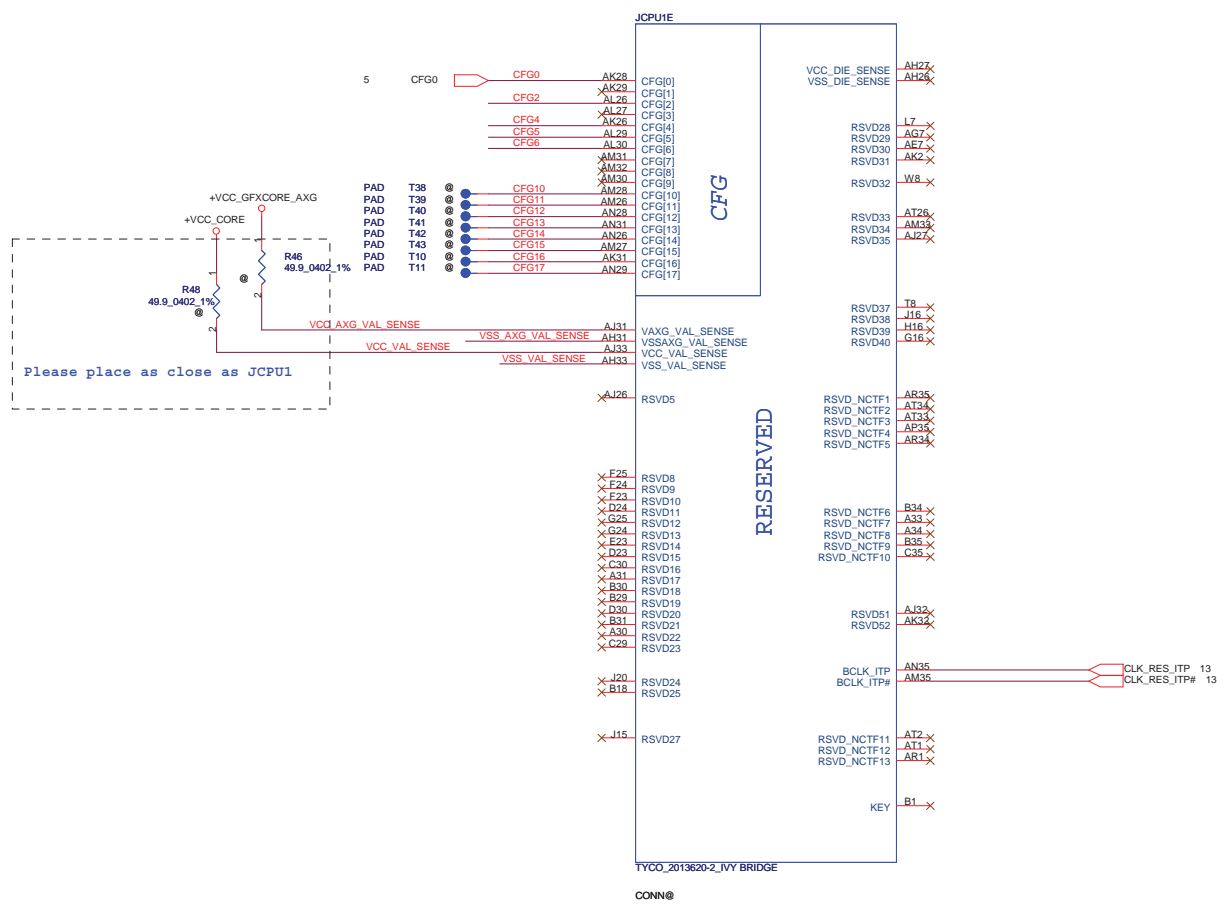 JCPU1E
5 CFG0 CFG0 AK28 CFG[0]
AK29 CFG[1]
CFG2 AL26 CFG[2]
AL27 CFG[3]
CFG4 AK26 CFG[4]
CFG5 AL29 CFG[5]
CFG6 AL30 CFG[6]
AM31 CFG[7]
AM32 CFG[8]
AM30 CFG[9]
PAD T38 @ CFG10 AM28 CFG[10]
PAD T39 @ CFG11 AM26 CFG[11]
PAD T40 @ CFG12 AN28 CFG[12]
PAD T41 @ CFG13 AN31 CFG[13]
PAD T42 @ CFG14 AN26 CFG[14]
PAD T43 @ CFG15 AM27 CFG[15]
PAD T10 @ CFG16 AK31 CFG[16]
PAD T11 @ CFG17 AN29 CFG[17]
CFG
+VCC_GFXCORE_AXG
+VCC_CORE
1
R46
49.9_0402_1%
@
2
1
R48
49.9_0402_1%
@
2
VCC_AXG_VAL_SENSE AJ31 VAXG_VAL_SENSE
VSS_AXG_VAL_SENSE AH31 VSSAXG_VAL_SENSE
VCC_VAL_SENSE AJ33 VCC_VAL_SENSE
VSS_VAL_SENSE AH33 VSS_VAL_SENSE
Please place as close as JCPU1
AJ26 RSVD5
RESERVED
F25 RSVD8
F24 RSVD9
F23 RSVD10
D24 RSVD11
G25 RSVD12
G24 RSVD13
E23 RSVD14
D23 RSVD15
C30 RSVD16
A31 RSVD17
B30 RSVD18
B29 RSVD19
D30 RSVD20
B31 RSVD21
A30 RSVD22
C29 RSVD23
J20 RSVD24
B18 RSVD25
J15 RSVD27
VCC_DIE_SENSE AH27
VSS_DIE_SENSE AH26
RSVD28 L7
RSVD29 AG7
RSVD30 AE7
RSVD31 AK2
RSVD32 W8
RSVD33 AT26
RSVD34 AM33
RSVD35 AJ27
RSVD37 T8
RSVD38 J16
RSVD39 H16
RSVD40 G16
RSVD_NCTF1 AR35
RSVD_NCTF2 AT34
RSVD_NCTF3 AT33
RSVD_NCTF4 AP35
RSVD_NCTF5 AR34
RSVD_NCTF6 B34
RSVD_NCTF7 A33
RSVD_NCTF8 A34
RSVD_NCTF9 B35
RSVD_NCTF10 C35
RSVD51 AJ32
RSVD52 AK32
BCLK_ITP AN35 CLK_RES_ITP 13
BCLK_ITP# AM35 CLK_RES_ITP# 13
RSVD_NCTF11 AT2
RSVD_NCTF12 AT1
RSVD_NCTF13 AR1
KEY B1
TYCO_2013620-2_IVY BRIDGE
CONN@